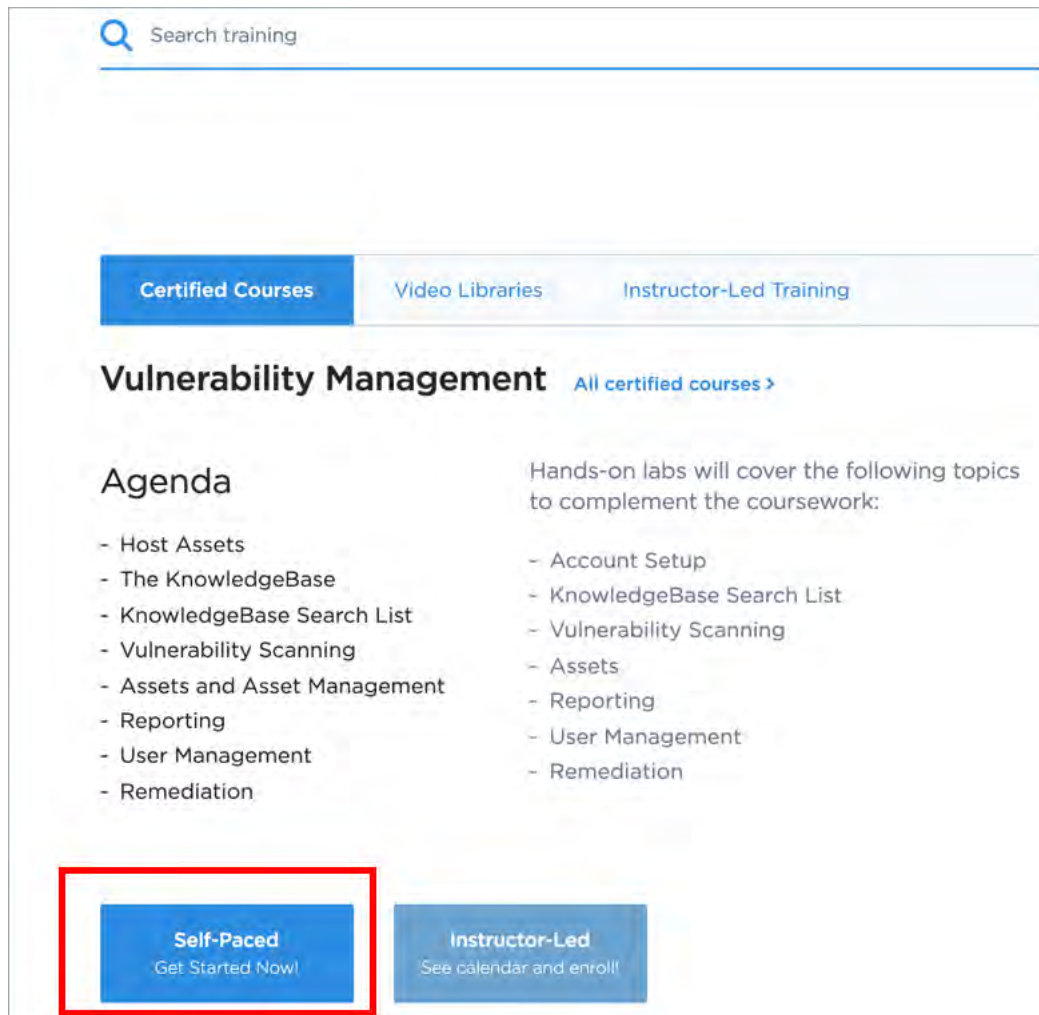 Search training
Certified Courses Video Libraries Instructor-Led Training
Vulnerability Management All certified courses >
Agenda
- Host Assets
- The KnowledgeBase
- KnowledgeBase Search List
- Vulnerability Scanning
- Assets and Asset Management
- Reporting
- User Management
- Remediation
Hands-on labs will cover the following topics
to complement the coursework:
- Account Setup
- KnowledgeBase Search List
- Vulnerability Scanning
- Assets
- Reporting
- User Management
- Remediation
Self-Paced
Get Started Now!
Instructor-Led
See calendar and enroll!